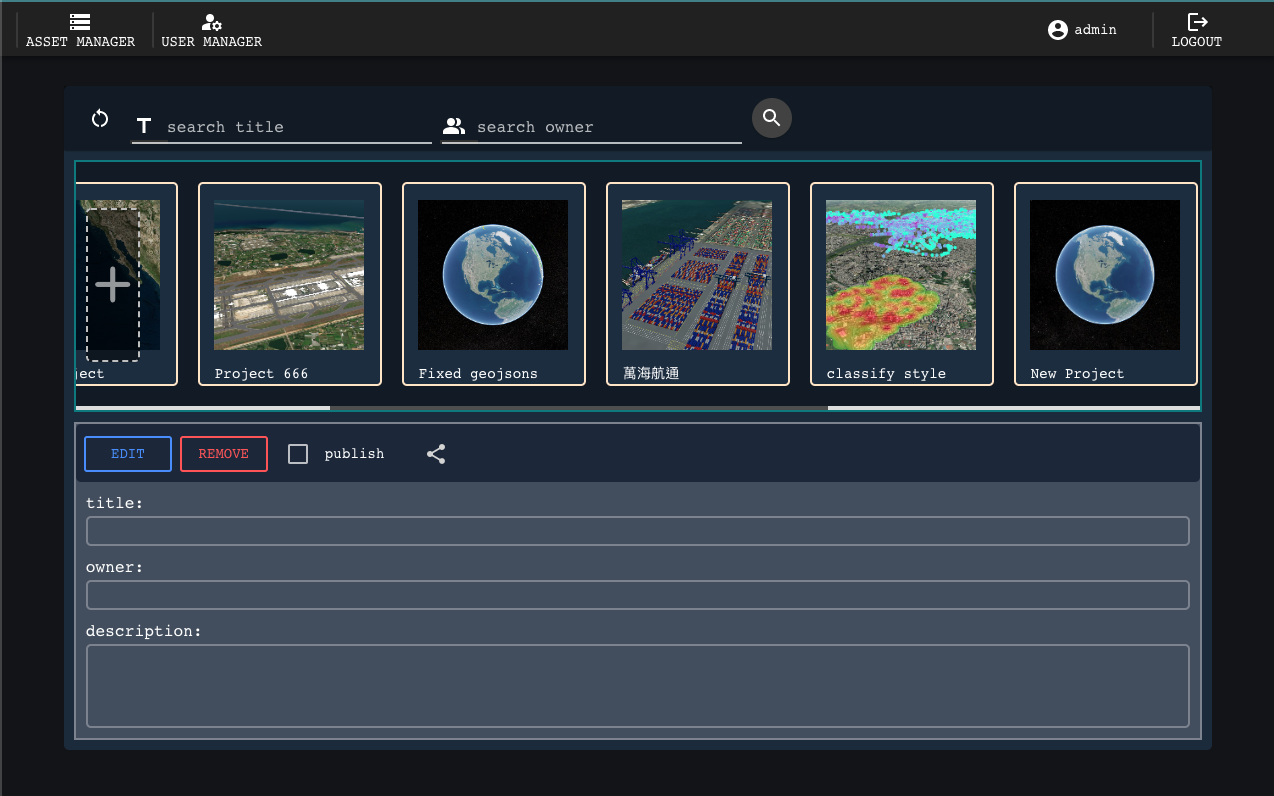 ASSET MANAGER
USER MANAGER
admin
LOGOUT
search title
search owner
ject
Project 666
Fixed geojsons
萬海航通
classify style
New Project
EDIT
REMOVE
publish
title:
owner:
description: